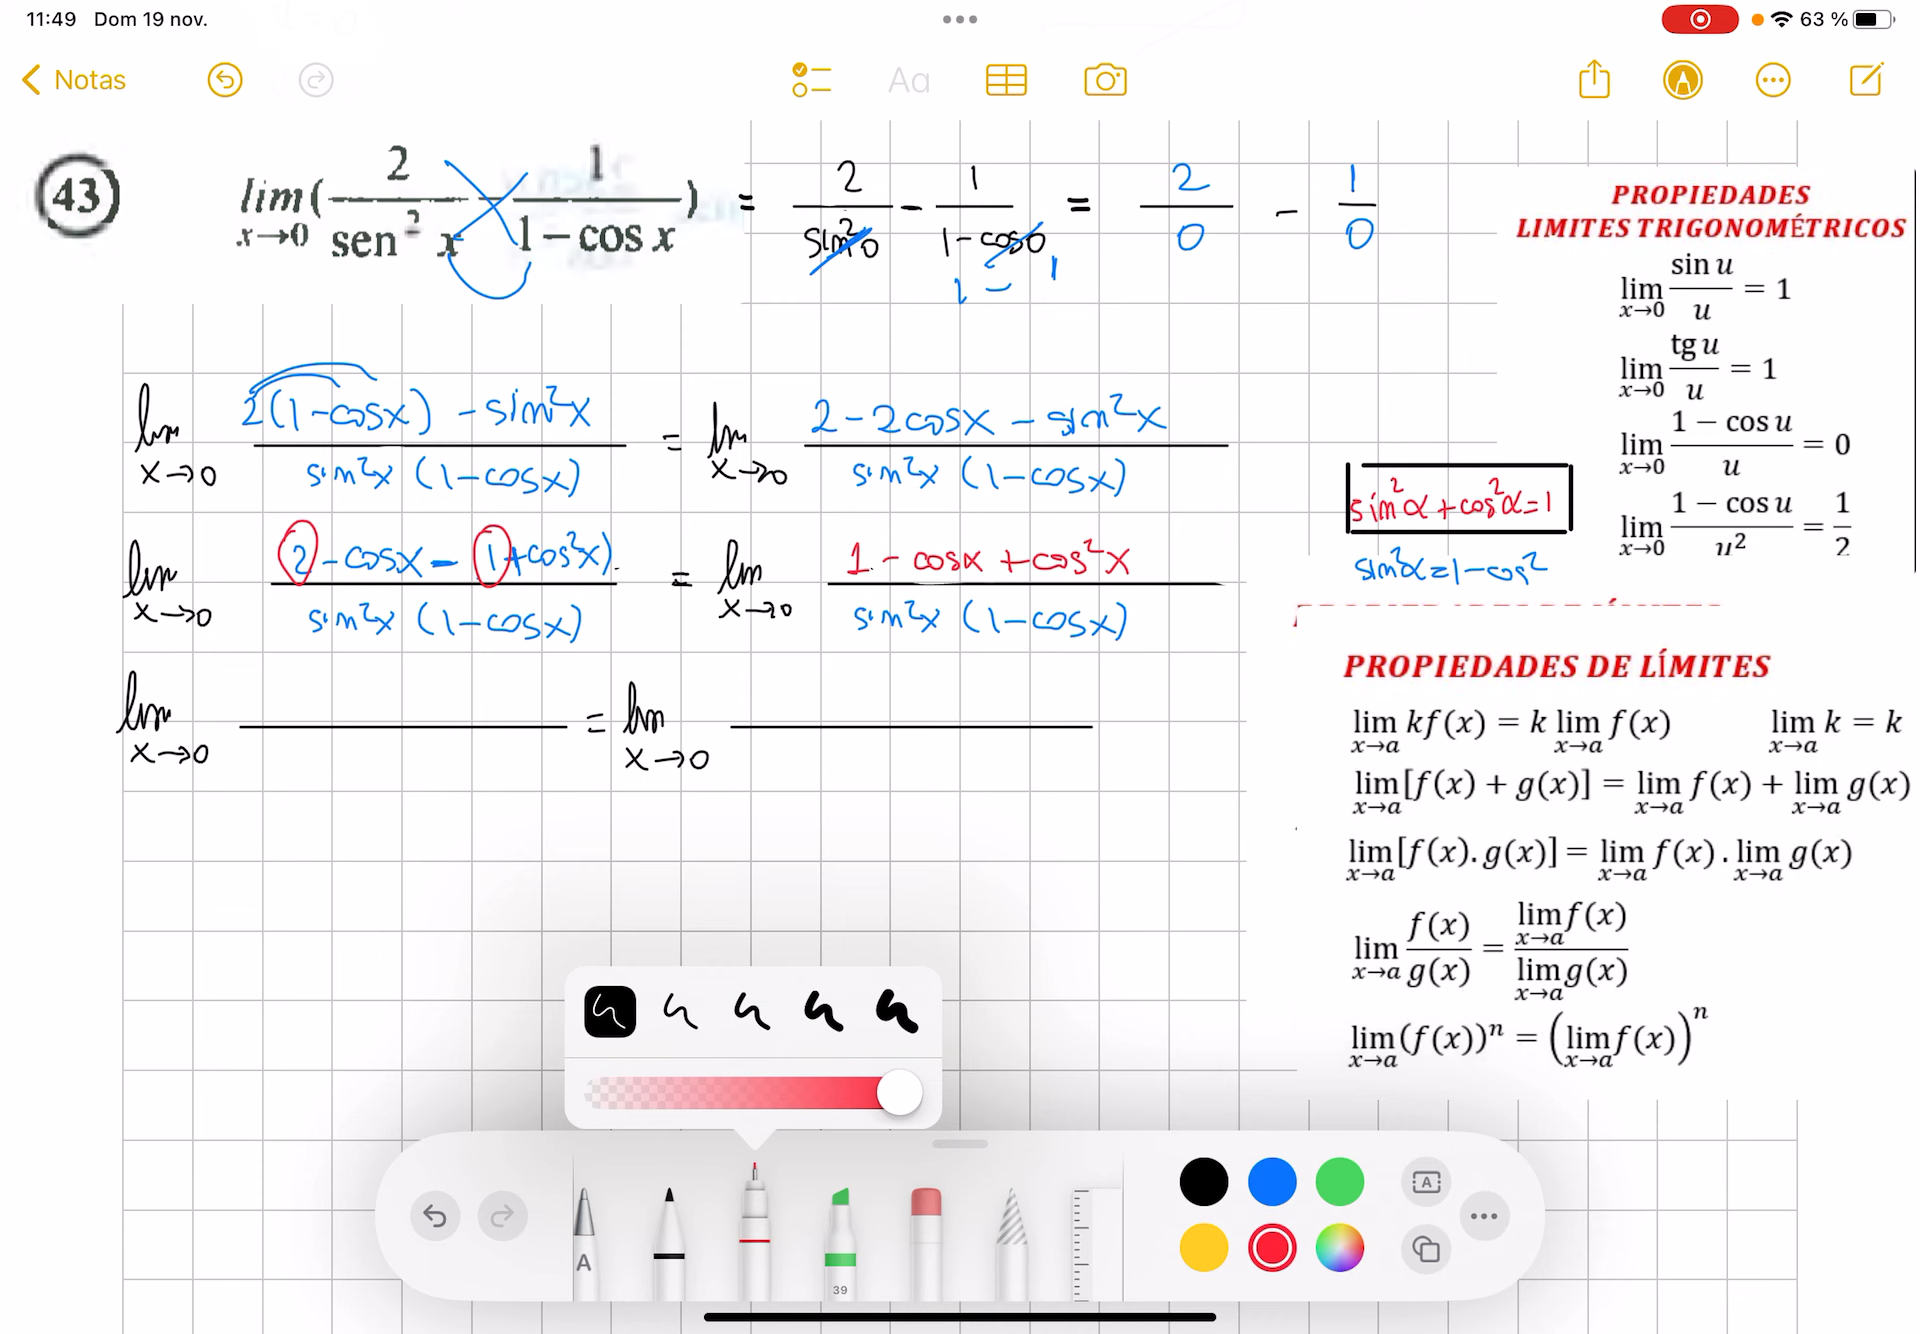 11:49 Dom 19 nov.
63 %
Notas
Aa
43 lim x→0 ( 2 / sen² x − 1 / 1 − cos x ) = 2 / sin²0 − 1 / 1 − cos0 = 2 / 0 − 1 / 0
1 − 1
lim x→0 2(1−cosx) − sin²x / sin²x (1−cosx) = lim x→0 2 − 2cosx − sin²x / sin²x (1−cosx)
lim x→0 2 − cosx − 1 + cos²x). / sin²x (1−cosx) = lim x→0 1 − cosx + cos²x / sin²x (1−cosx)
lim x→0 = lim x→0
sin²α + cos²α = 1
sin²α = 1 − cos²
PROPIEDADES
LIMITES TRIGONOMÉTRICOS
lim x→0 sin u / u = 1
lim x→0 tg u / u = 1
lim x→0 1 − cos u / u = 0
lim x→0 1 − cos u / u² = 1 / 2
PROPIEDADES DE LÍMITES
lim x→a kf(x) = k lim x→a f(x) lim x→a k = k
lim x→a [f(x) + g(x)] = lim x→a f(x) + lim x→a g(x)
lim x→a [f(x). g(x)] = lim x→a f(x) . lim x→a g(x)
lim x→a f(x) / g(x) = lim x→a f(x) / lim x→a g(x)
lim x→a (f(x))ⁿ = (lim x→a f(x))ⁿ
A
39
A